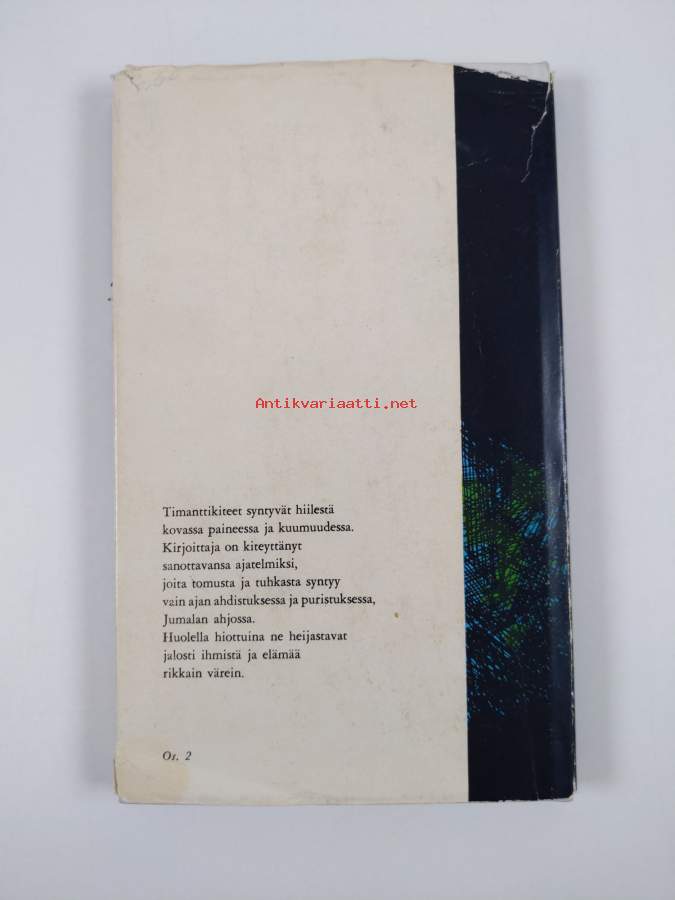 Antikvariaatti.net
Timanttikiteet syntyvät hiilestä
kovassa paineessa ja kuumuudessa.
Kirjoittaja on kiteyttänyt
sanottavansa ajatelmiksi,
joita tomusta ja tuhkasta syntyy
vain ajan ahdistuksessa ja puristuksessa,
Jumalan ahjossa.
Huolella hiottuina ne heijastavat
jalosti ihmistä ja elämää
rikkain värein.
Os. 2